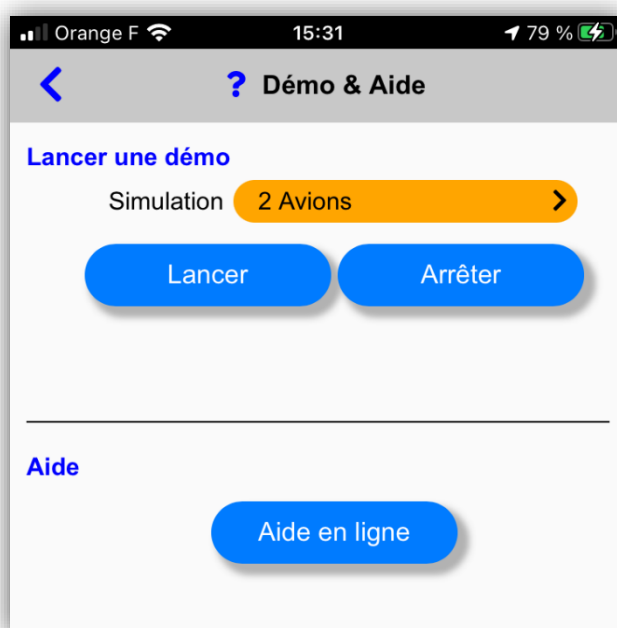 Orange F 15:31 79 %
? Démo & Aide
Lancer une démo
Simulation 2 Avions
Lancer Arrêter
Aide
Aide en ligne